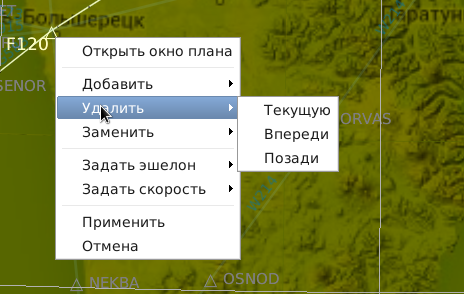 Большерецк
Паратун
F120
Открыть окно плана
SENOR
Добавить
Удалить
Текущую
ORVAS
Заменить
Впереди
Позади
Задать эшелон
Задать скорость
Применить
Отмена
NEKBA
OSNOD